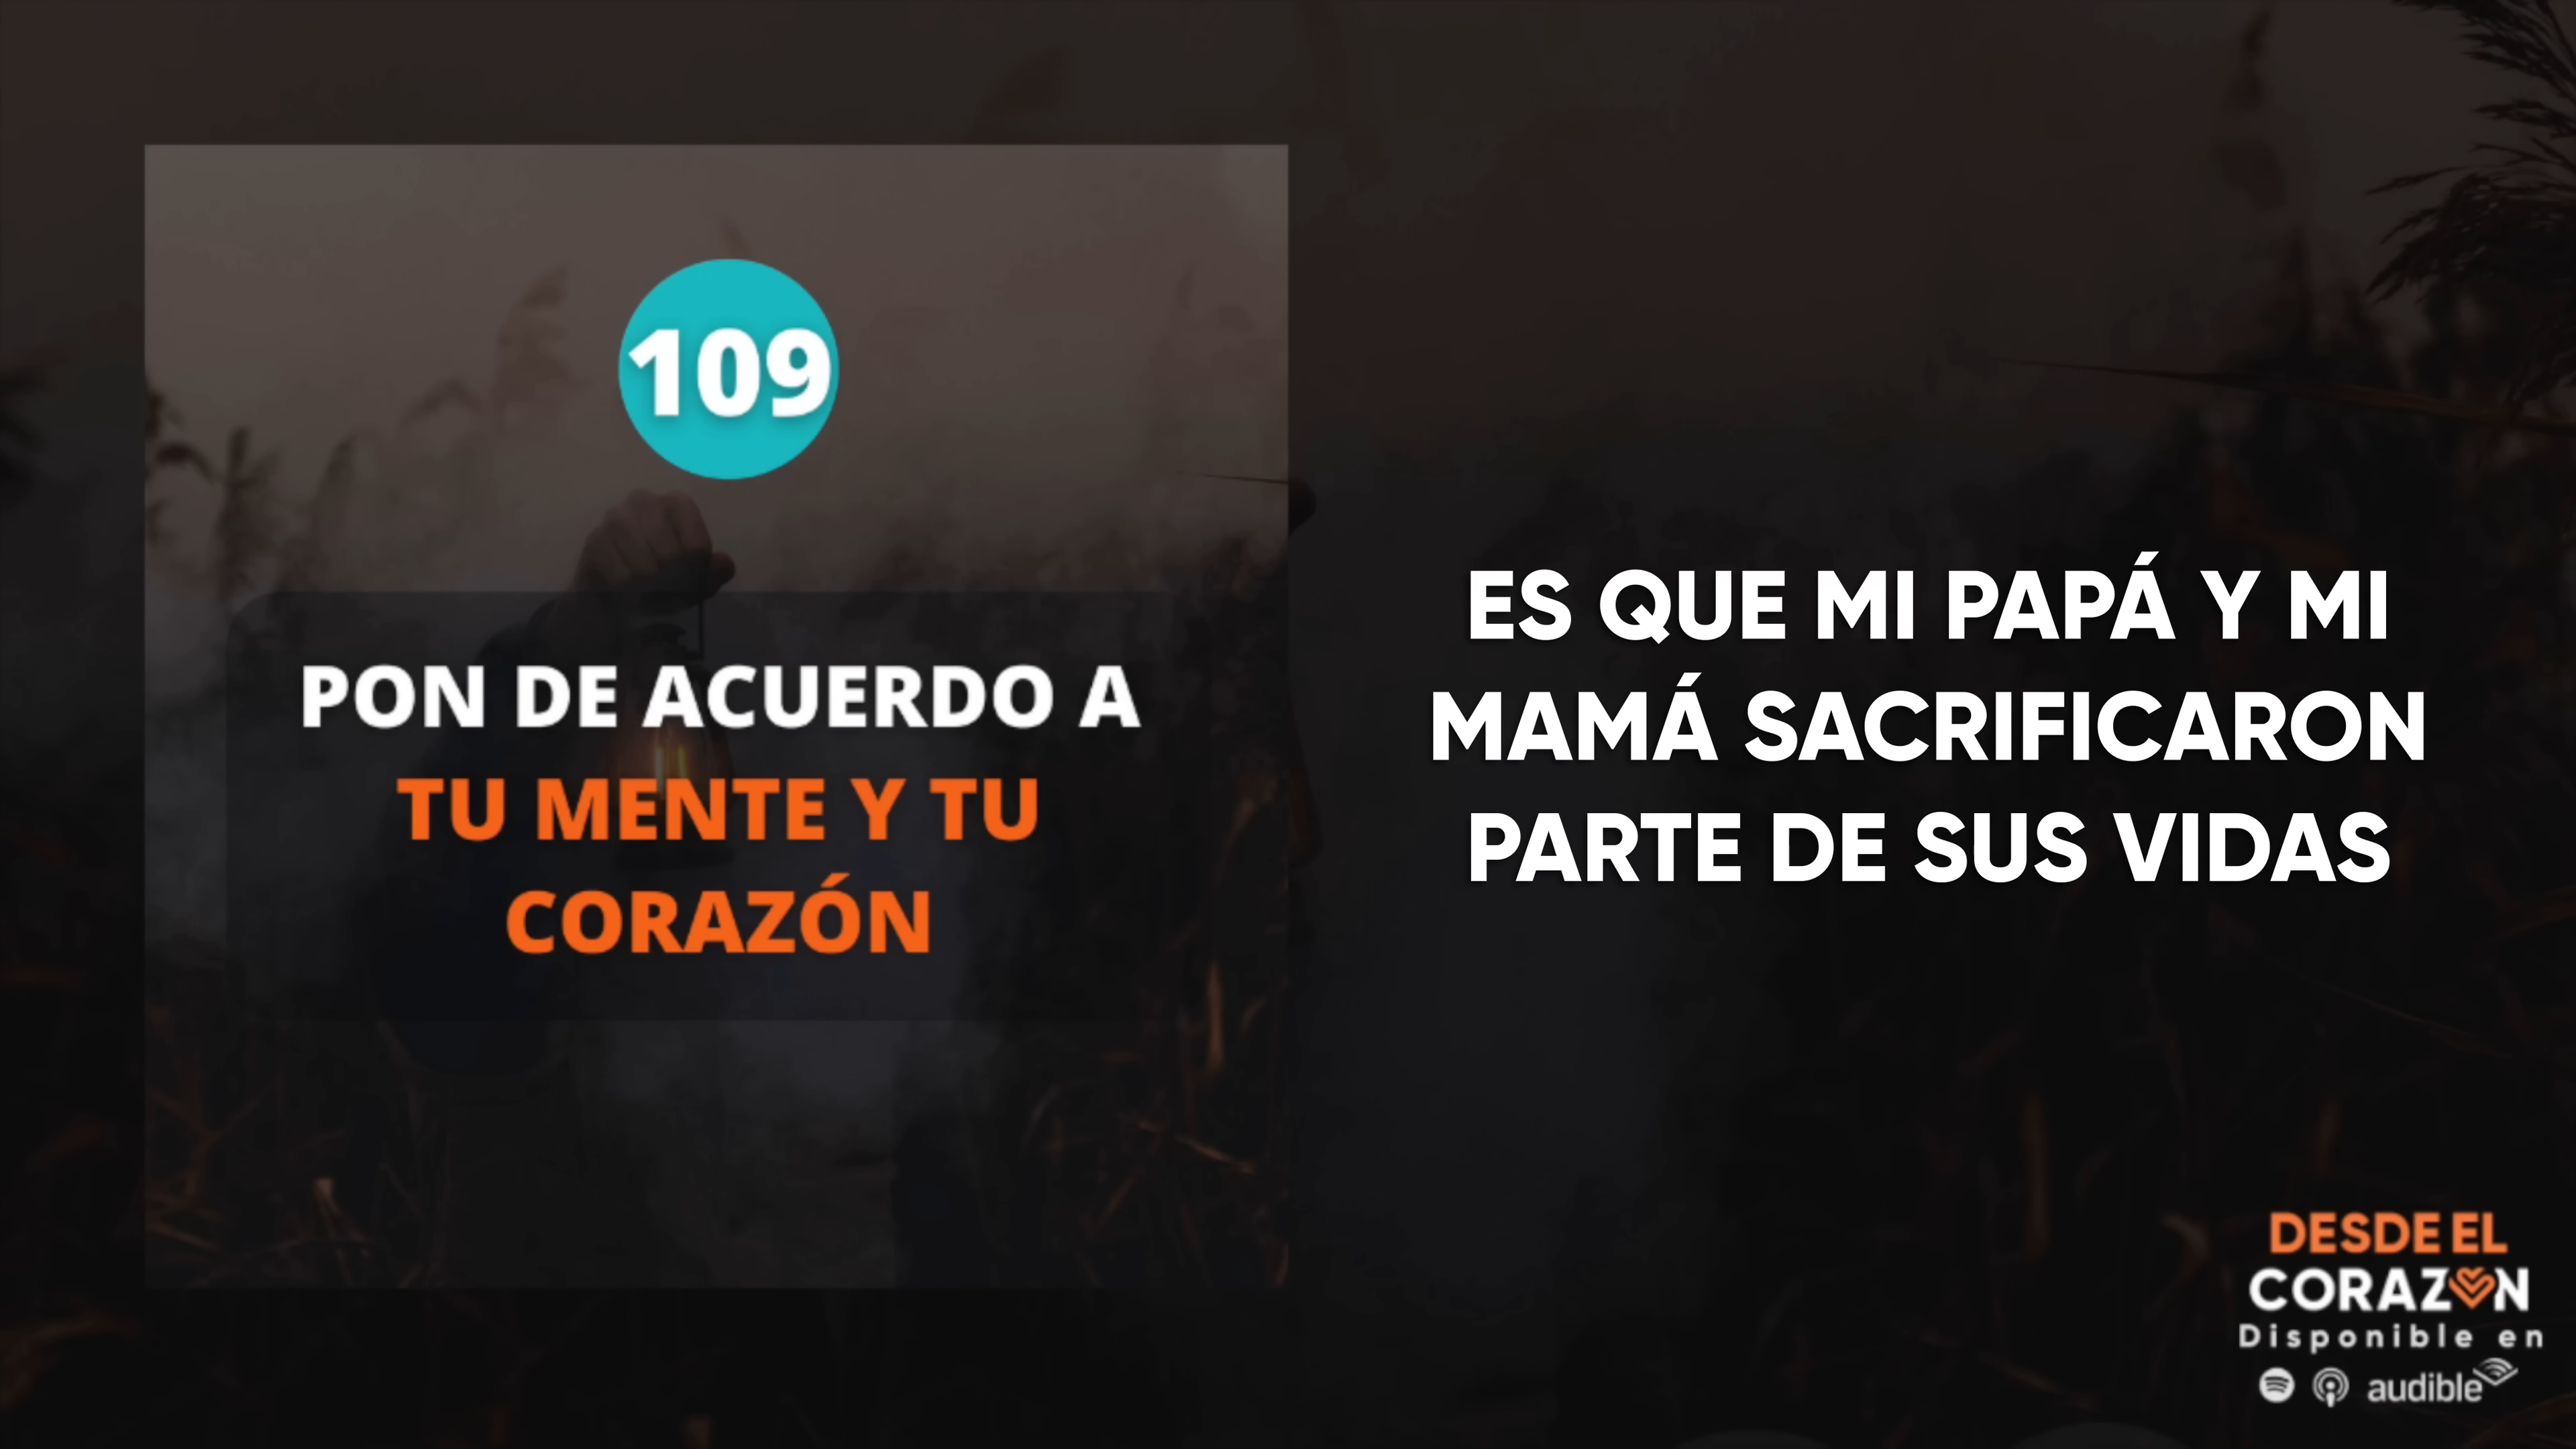 109
PON DE ACUERDO A
TU MENTE Y TU
CORAZÓN
ES QUE MI PAPÁ Y MI
MAMÁ SACRIFICARON
PARTE DE SUS VIDAS
DESDE EL
CORAZÓN
Disponible en
audible